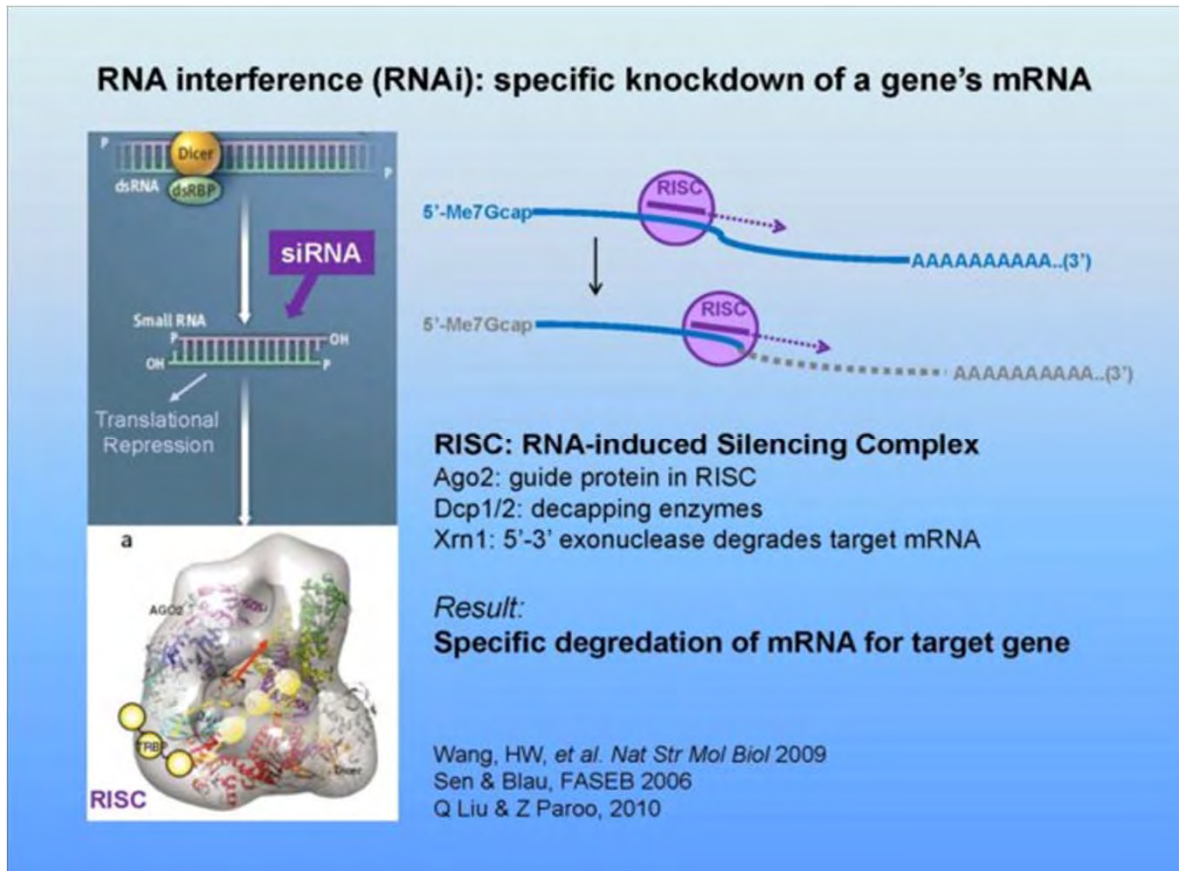 RNA interference (RNAi): specific knockdown of a gene's mRNA
P
Dicer
P
dsRNA
dsRBP
siRNA
Small RNA
P
OH
OH
P
Translational
Repression
RISC
5'-Me7Gcap
AAAAAAAAAA..(3')
RISC
5'-Me7Gcap
AAAAAAAAAA..(3')
RISC: RNA-induced Silencing Complex
Ago2: guide protein in RISC
Dcp1/2: decapping enzymes
Xrn1: 5'-3' exonuclease degrades target mRNA
Result:
Specific degredation of mRNA for target gene
a
AGO2
TRBP
Dicer
RISC
Wang, HW, et al. Nat Str Mol Biol 2009
Sen & Blau, FASEB 2006
Q Liu & Z Paroo, 2010